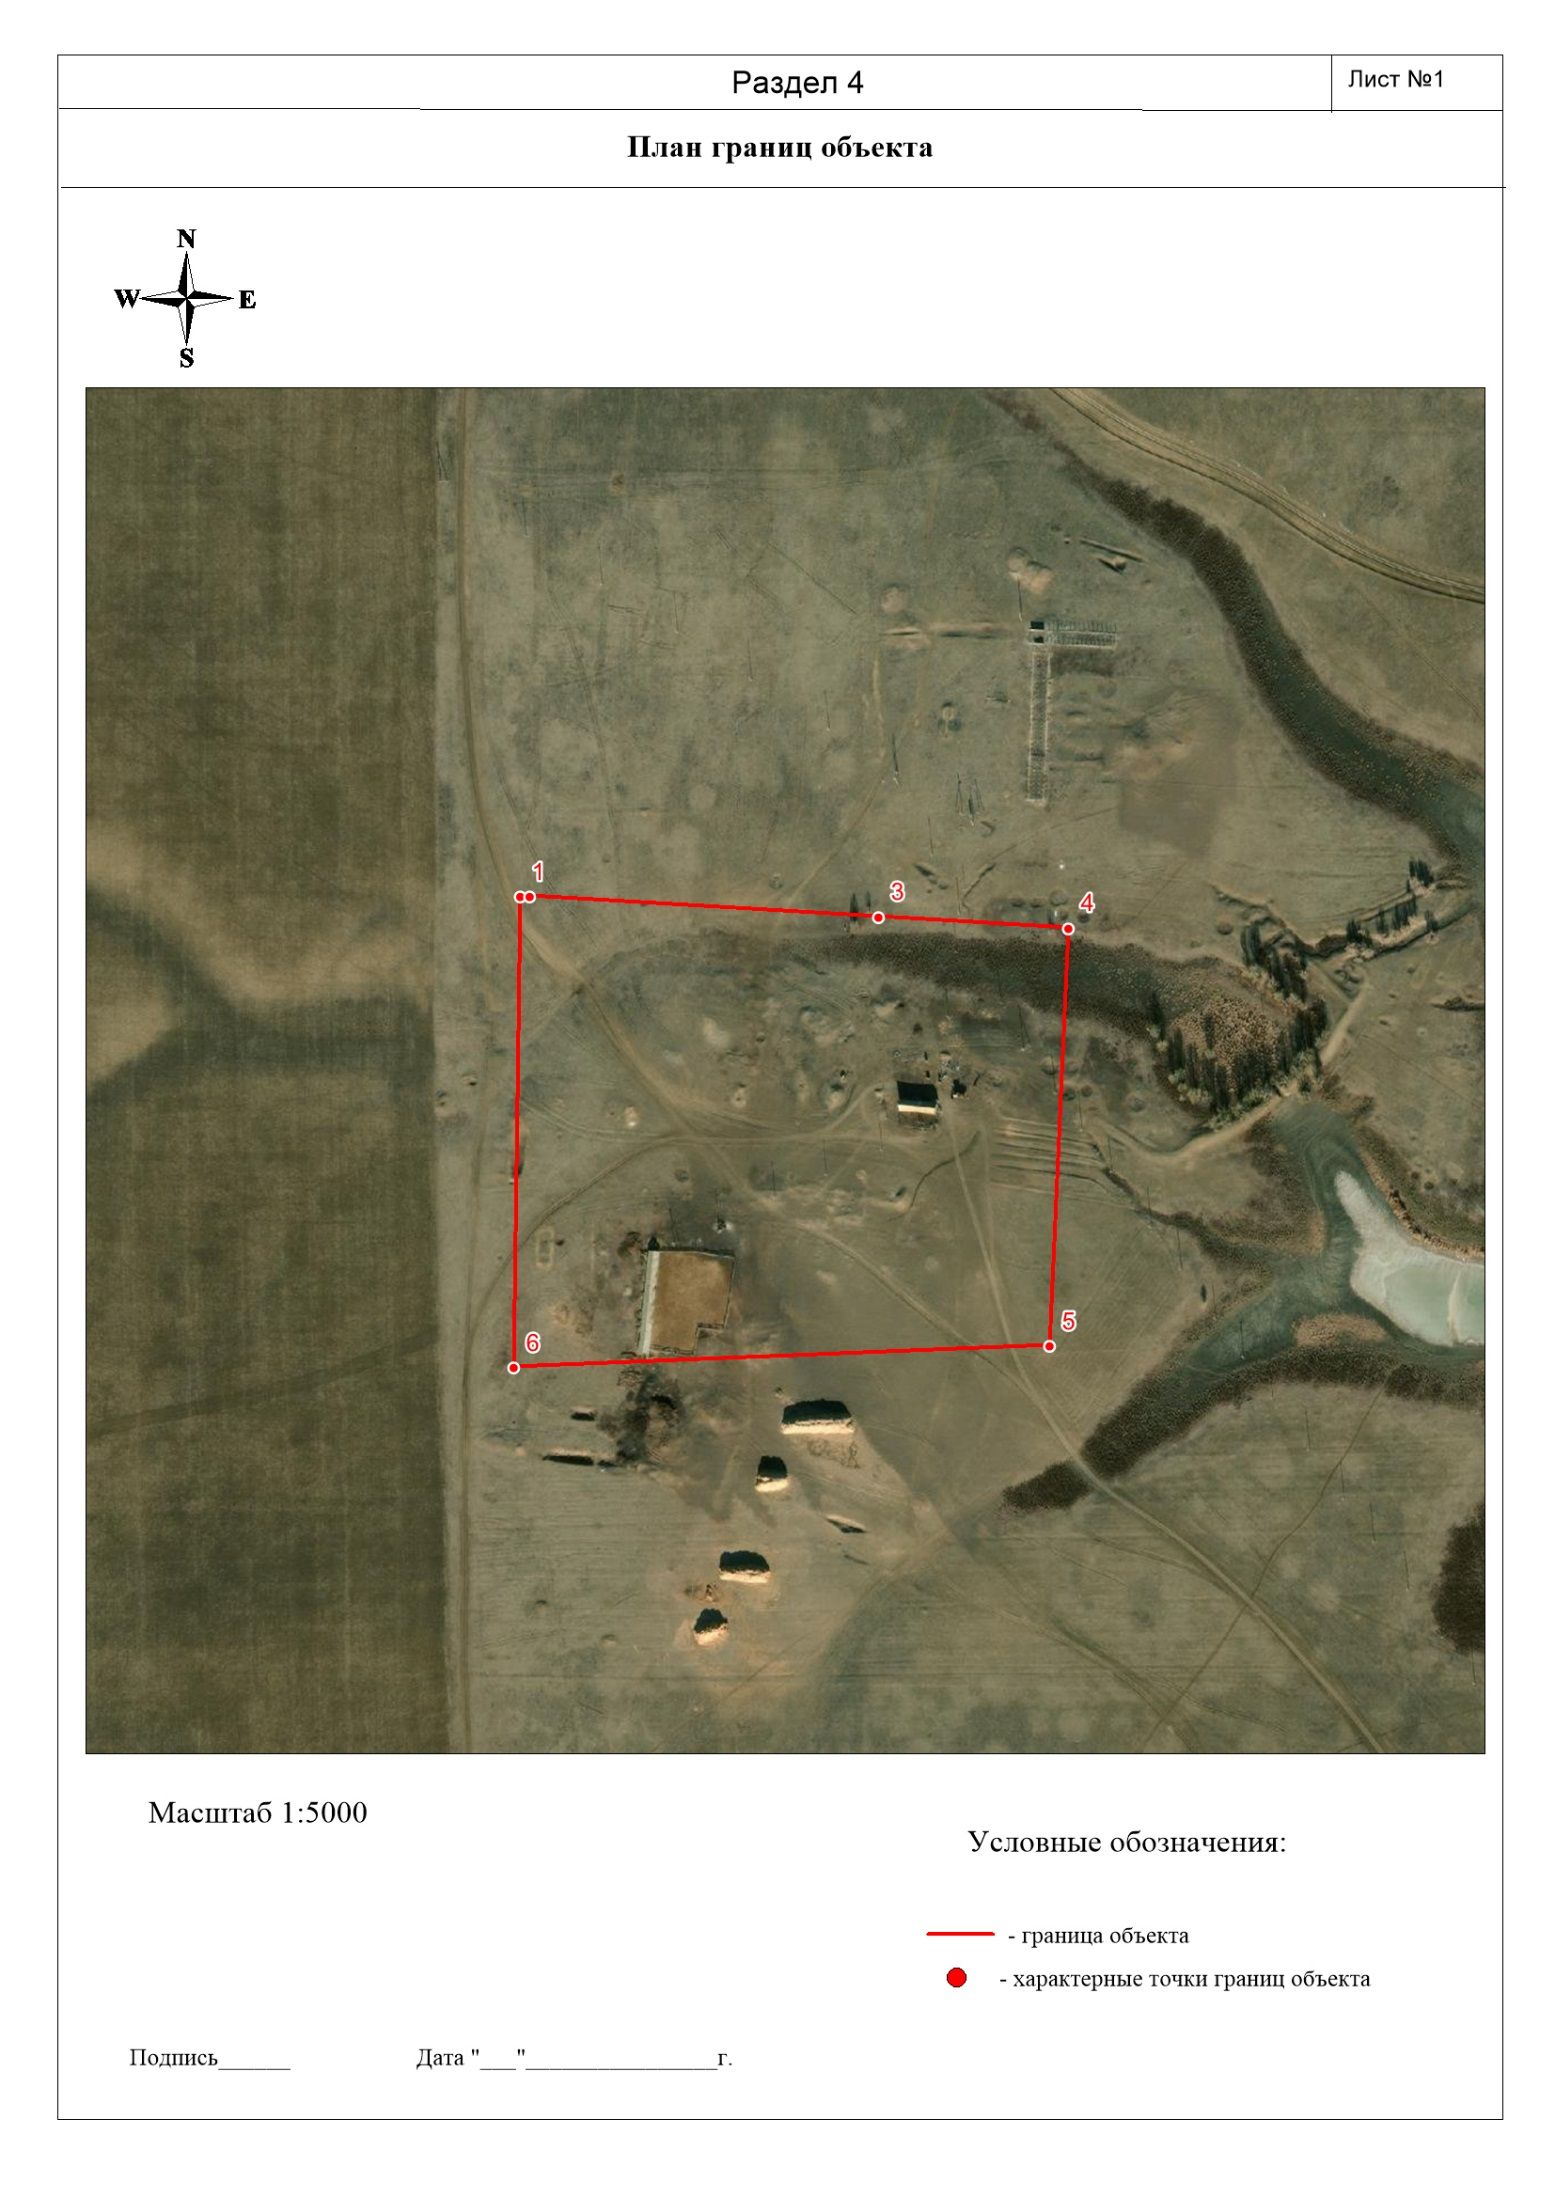 Раздел 4
Лист №1
План границ объекта
N
W E
S
1
3
4
5
6
Масштаб 1:5000
Условные обозначения:
- граница объекта
- характерные точки границ объекта
Подпись______ Дата "___"________________г.